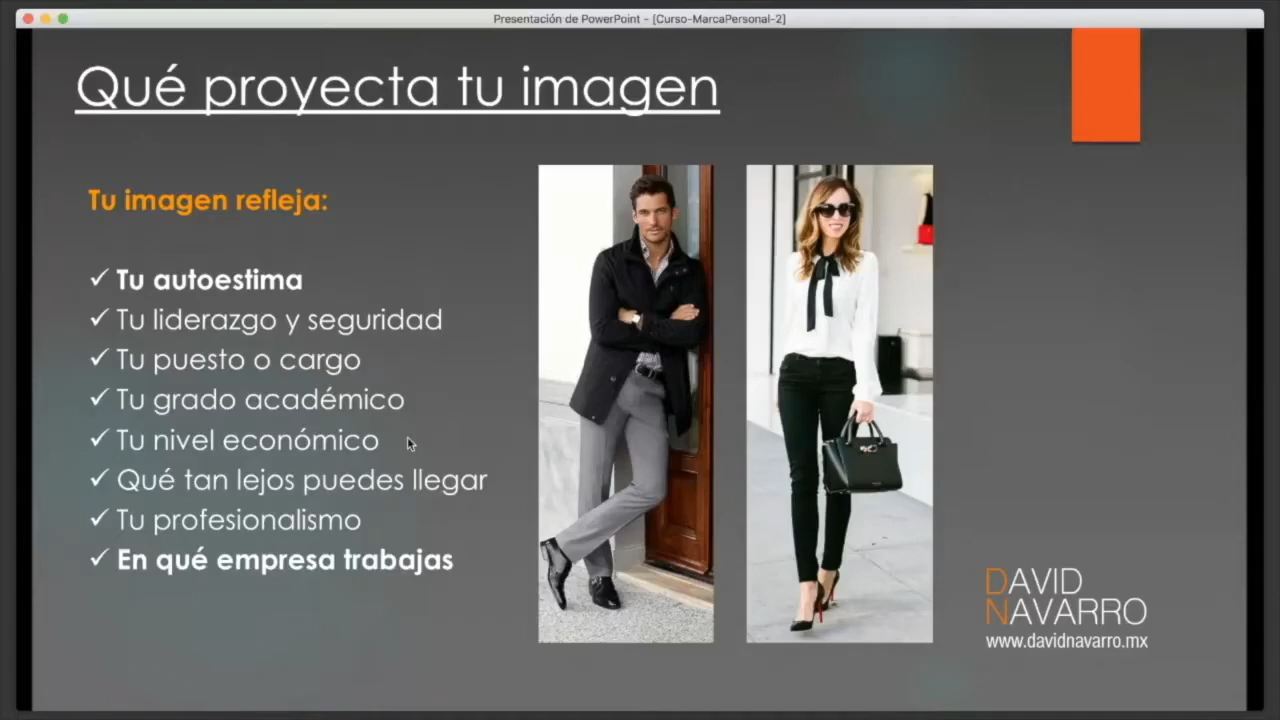 Presentación de PowerPoint - [Curso-MarcaPersonal-2]
Qué proyecta tu imagen
Tu imagen refleja:
✓ Tu autoestima
✓ Tu liderazgo y seguridad
✓ Tu puesto o cargo
✓ Tu grado académico
✓ Tu nivel económico
✓ Qué tan lejos puedes llegar
✓ Tu profesionalismo
✓ En qué empresa trabajas
DAVID
NAVARRO
www.davidnavarro.mx